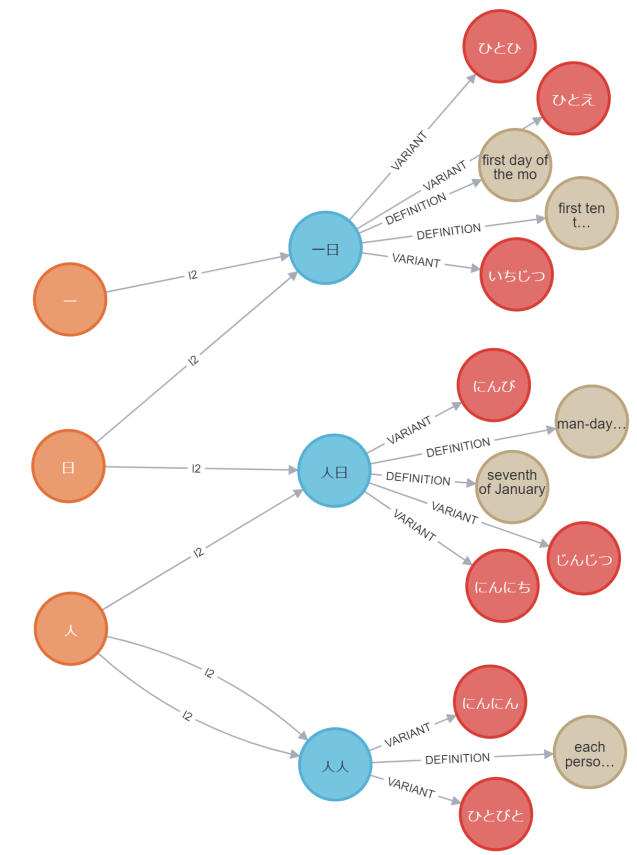 ひとひ
ひとえ
VARIANT
VARIANT
first day of
the mo
DEFINITION
first ten
t…
DEFINITION
一日
VARIANT
いちじつ
I2
一
I2
にんび
VARIANT
man-day…
DEFINITION
日
I2
人日
DEFINITION
seventh
of January
VARIANT
VARIANT
じんじつ
にんにち
I2
人
I2
I2
にんにん
VARIANT
人人
DEFINITION
each
perso…
VARIANT
ひとびと